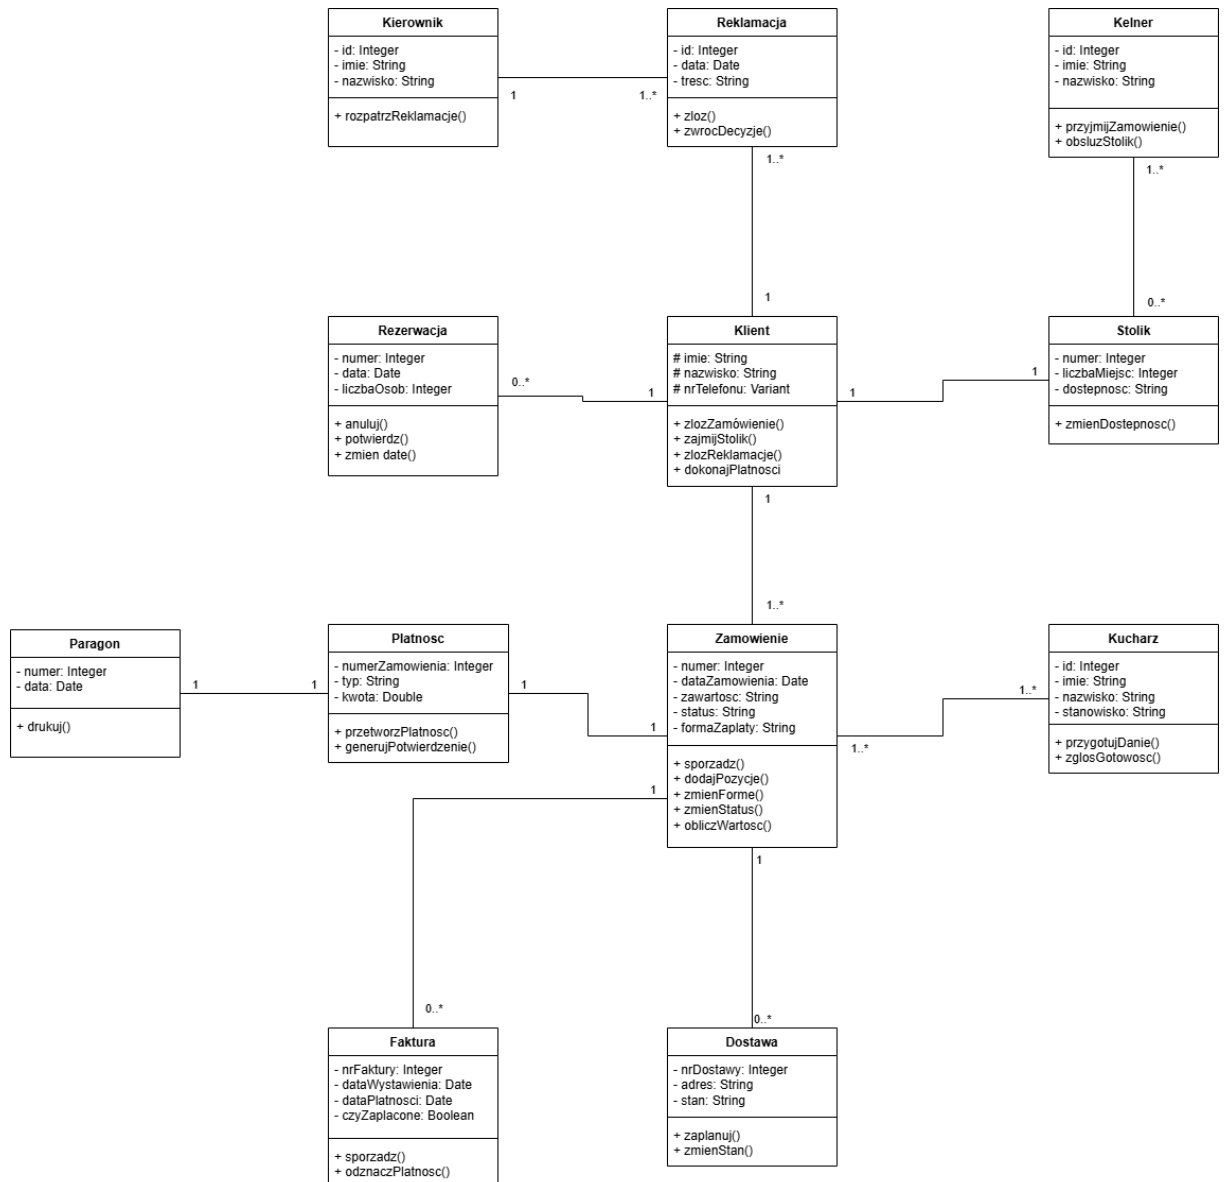 Kierownik
- id: Integer
- imie: String
- nazwisko: String
+ rozpatrzReklamacje()
1
1..*
Reklamacja
- id: Integer
- data: Date
- tresc: String
+ zloz()
+ zwrocDecyzje()
1..*
1
Kelner
- id: Integer
- imie: String
- nazwisko: String
+ przyjmijZamowienie()
+ obsluzStolik()
1..*
0..*
Rezerwacja
- numer: Integer
- data: Date
- liczbaOsob: Integer
+ anuluj()
+ potwierdz()
+ zmien date()
0..*
1
Klient
# imie: String
# nazwisko: String
# nrTelefonu: Variant
+ zlozZamówienie()
+ zajmijStolik()
+ zlozReklamacje()
+ dokonajPlatnosci
1
1
Stolik
- numer: Integer
- liczbaMiejsc: Integer
- dostepnosc: String
+ zmienDostepnosc()
1
1..*
Paragon
- numer: Integer
- data: Date
+ drukuj()
1
1
Platnosc
- numerZamowienia: Integer
- typ: String
- kwota: Double
+ przetworzPlatnosc()
+ generujPotwierdzenie()
1
1
Zamowienie
- numer: Integer
- dataZamowienia: Date
- zawartosc: String
- status: String
- formaZaplaty: String
+ sporzadz()
+ dodajPozycje()
+ zmienForme()
+ zmienStatus()
+ obliczWartosc()
1..*
1..*
Kucharz
- id: Integer
- imie: String
- nazwisko: String
- stanowisko: String
+ przygotujDanie()
+ zglosGotowosc()
1
1
0..*
0..*
Faktura
- nrFaktury: Integer
- dataWystawienia: Date
- dataPlatnosci: Date
- czyZaplacone: Boolean
+ sporzadz()
+ odznaczPlatnosc()
Dostawa
- nrDostawy: Integer
- adres: String
- stan: String
+ zaplanuj()
+ zmienStan()